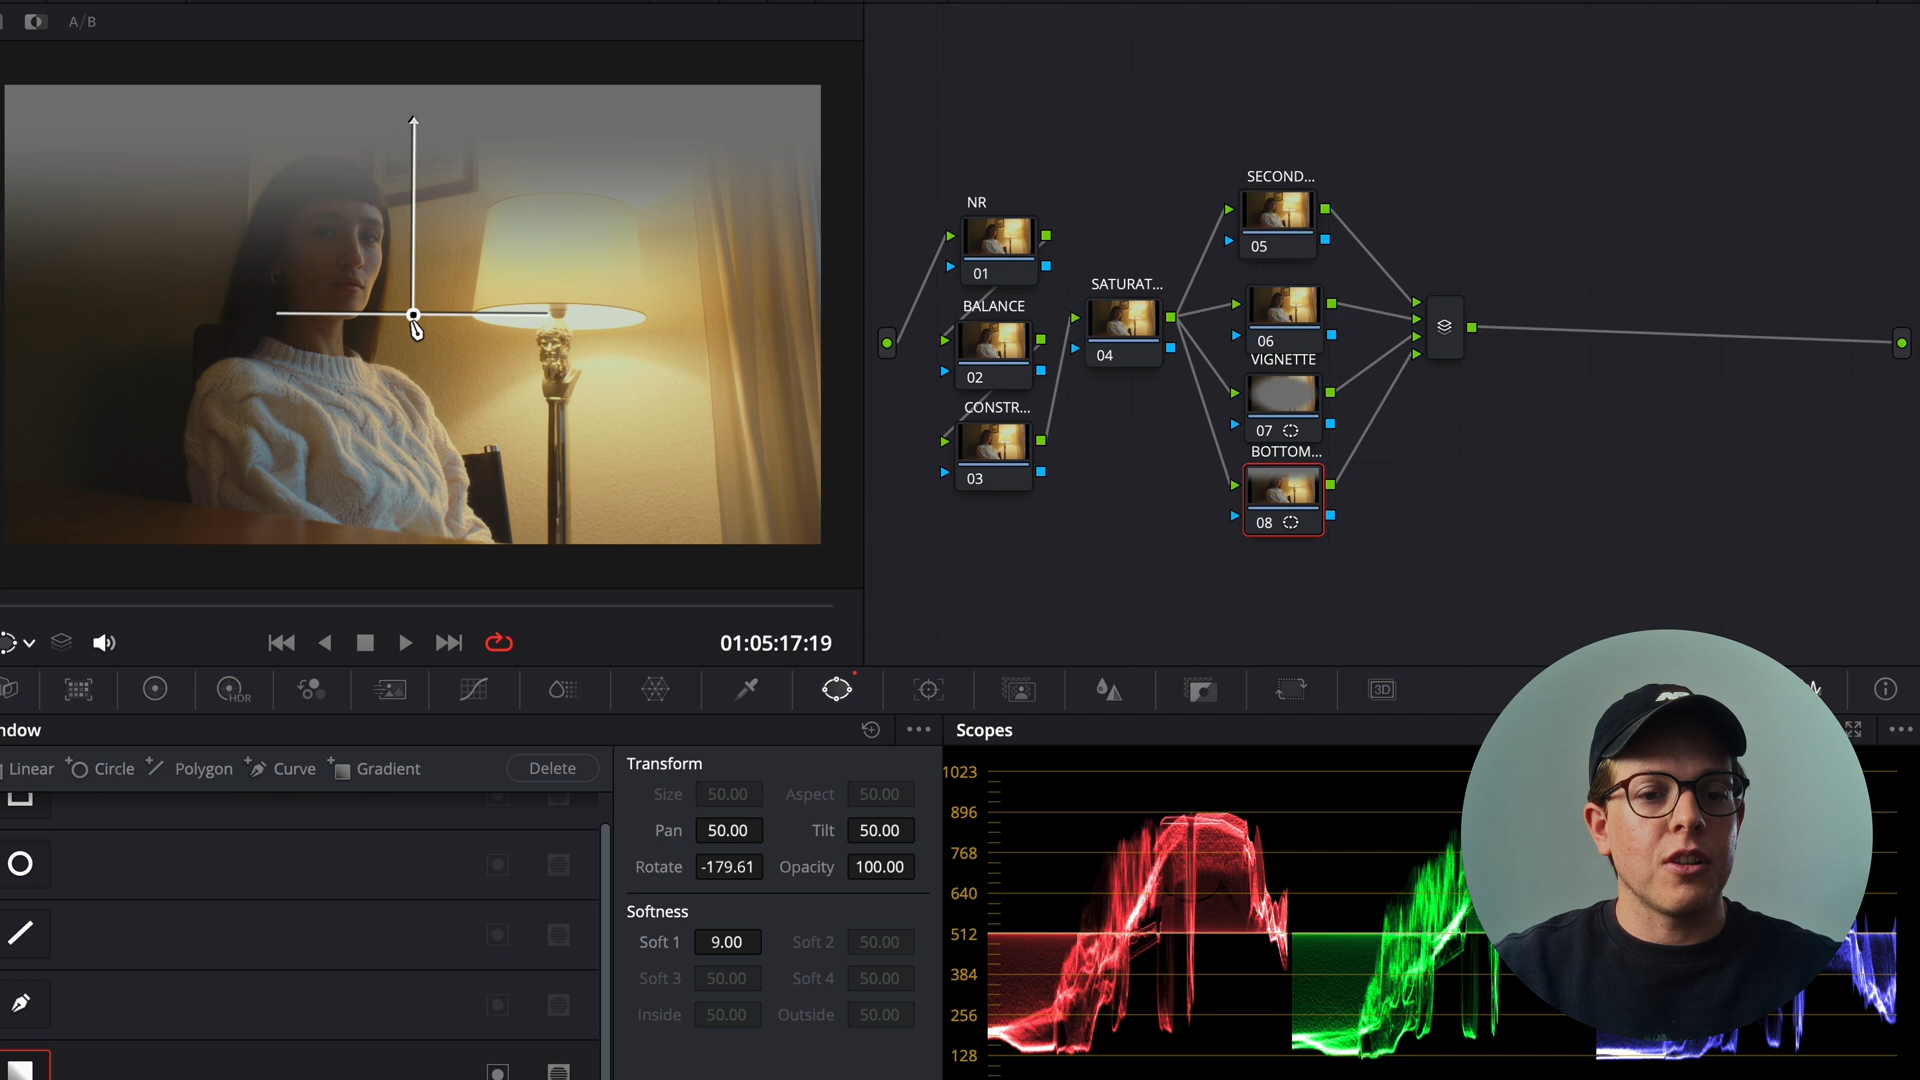 A/B
NR
01
BALANCE
02
CONSTR...
03
SATURAT...
04
SECOND...
05
06
VIGNETTE
07
BOTTOM...
08
01:05:17:19
HDR
3D
ndow
Linear Circle Polygon Curve Gradient Delete
Transform
Size 50.00 Aspect 50.00
Pan 50.00 Tilt 50.00
Rotate -179.61 Opacity 100.00
Softness
Soft 1 9.00 Soft 2 50.00
Soft 3 50.00 Soft 4 50.00
Inside 50.00 Outside 50.00
Scopes
1023
896
768
640
512
384
256
128